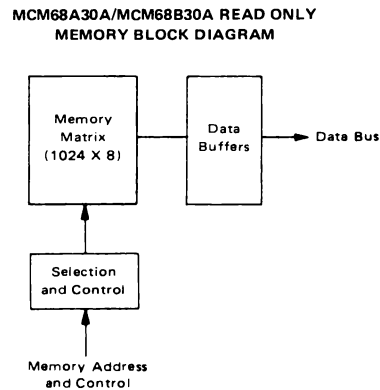 MCM68A30A/MCM68B30A READ ONLY
MEMORY BLOCK DIAGRAM
Memory
Matrix
(1024 X 8)
Data
Buffers
Data Bus
Selection
and Control
Memory Address
and Control